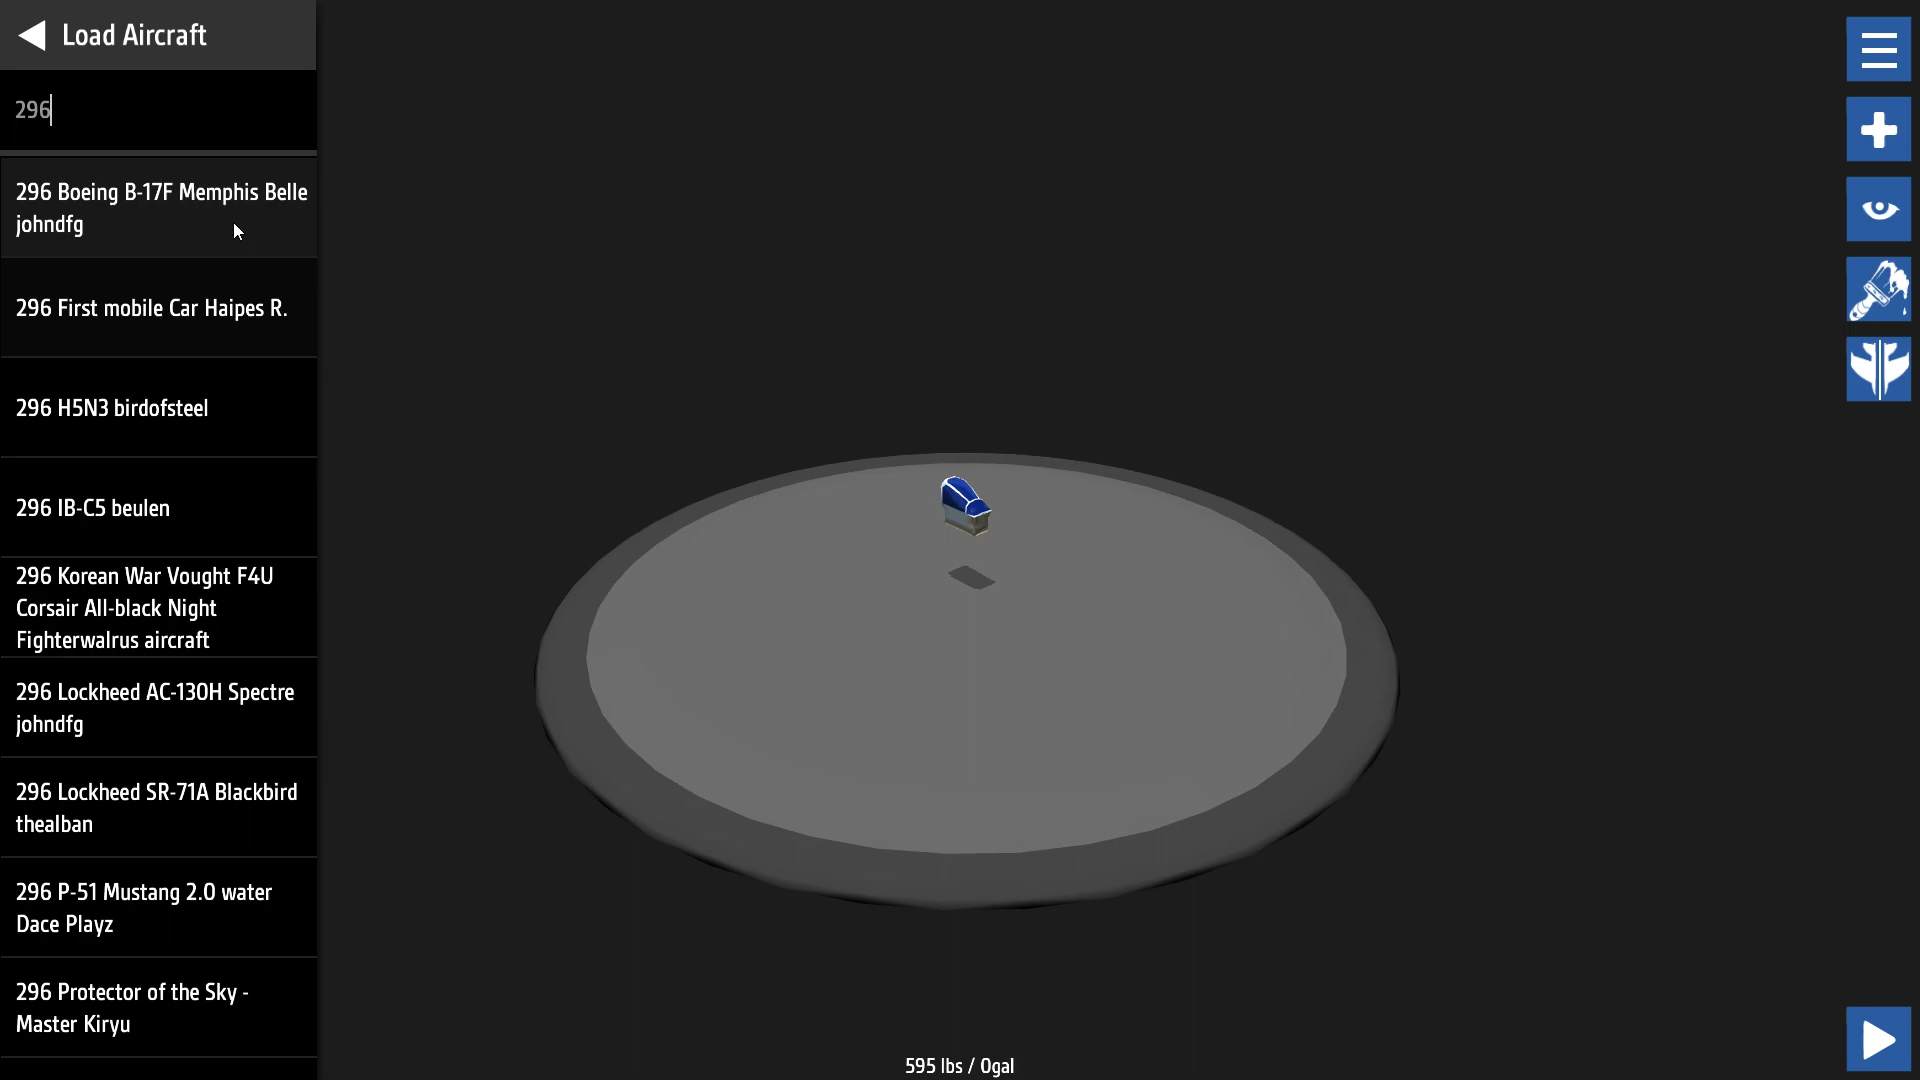 Load Aircraft
296
296 Boeing B-17F Memphis Belle
johndfg
296 First mobile Car Haipes R.
296 H5N3 birdofsteel
296 IB-C5 beulen
296 Korean War Vought F4U
Corsair All-black Night
Fighterwalrus aircraft
296 Lockheed AC-130H Spectre
johndfg
296 Lockheed SR-71A Blackbird
thealban
296 P-51 Mustang 2.0 water
Dace Playz
296 Protector of the Sky -
Master Kiryu
595 lbs / 0gal